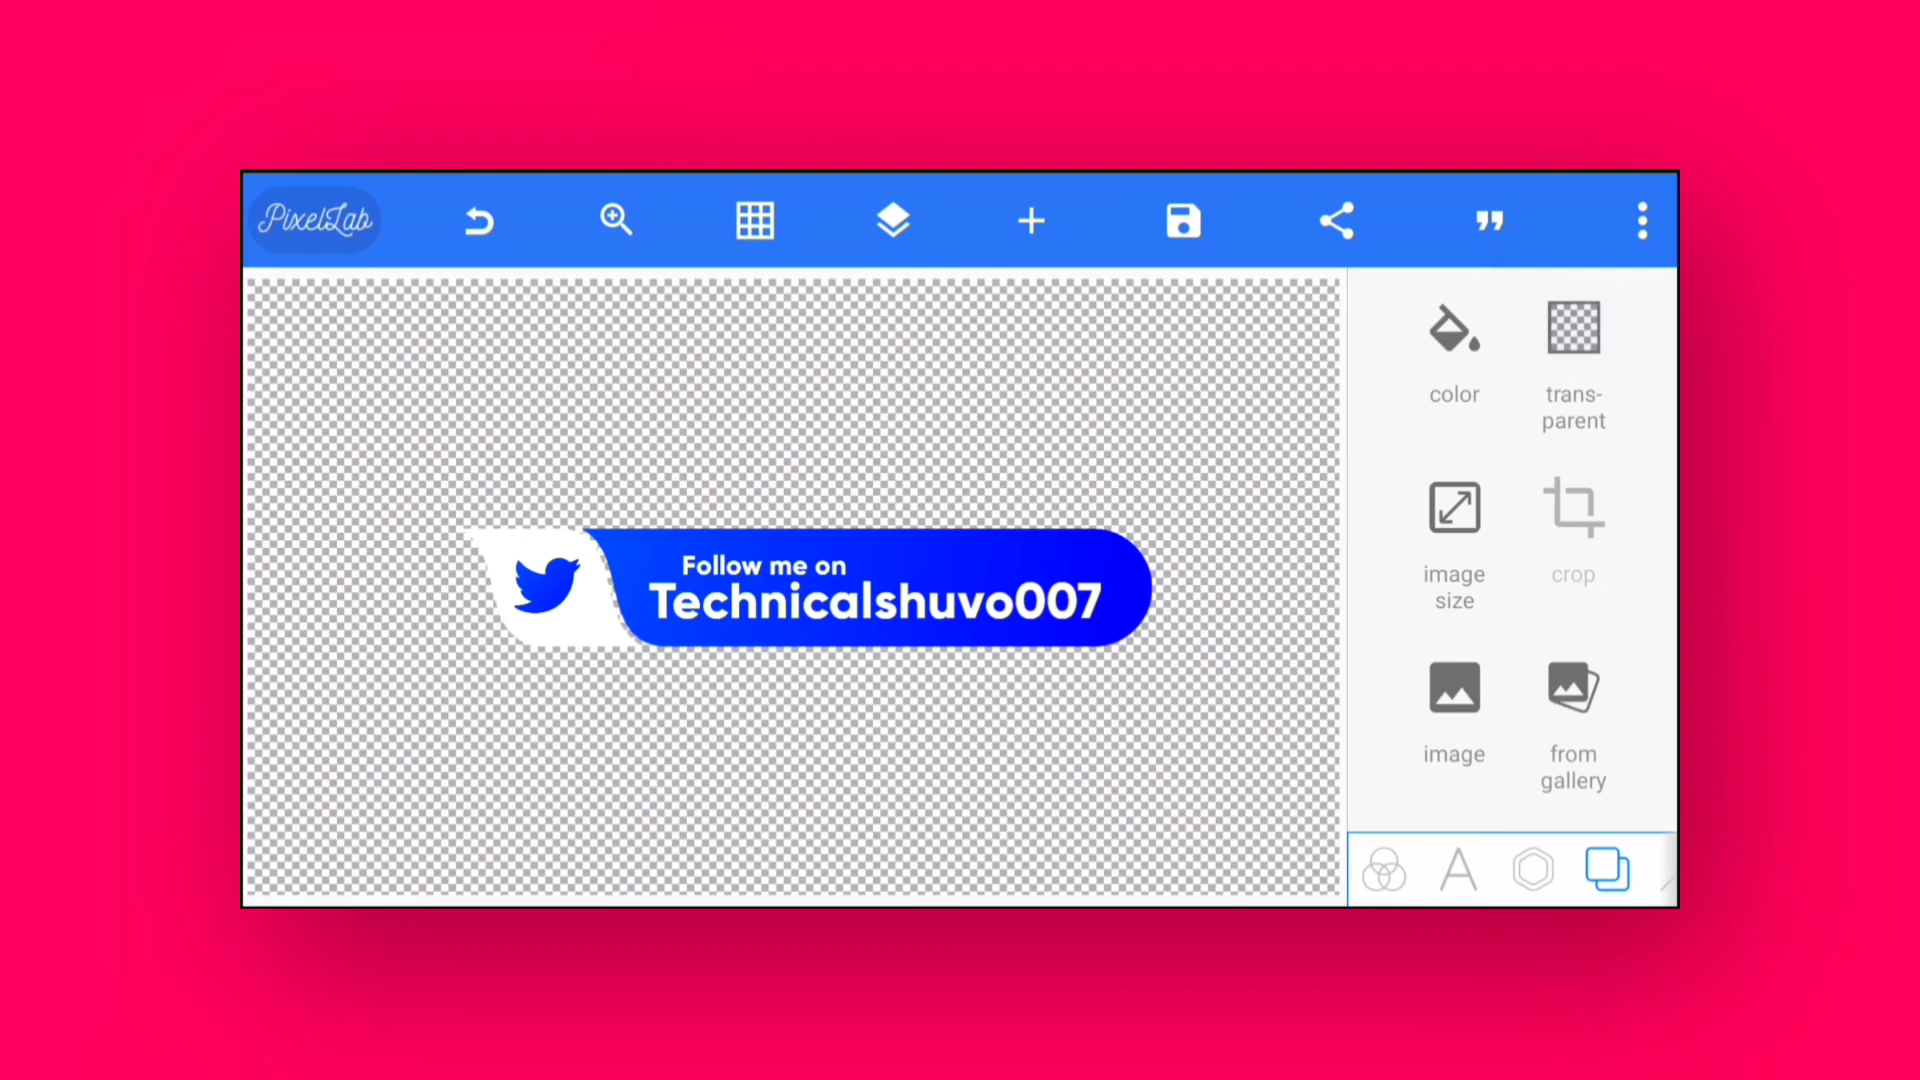 PixelLab
color
trans-
parent
Follow me on
Technicalshuvo007
image
size
crop
image
from
gallery